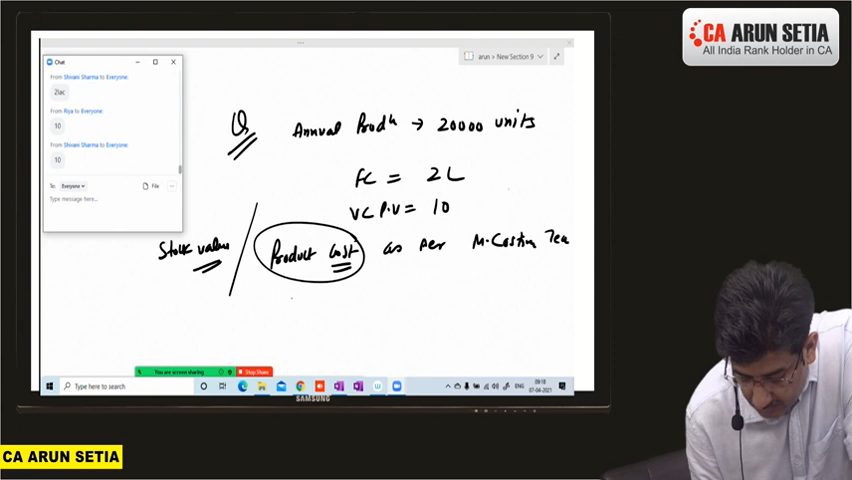 CA ARUN SETIA
All India Rank Holder in CA
arun > New Section 9
Chat
From Shivani Sharma to Everyone:
2lac
From Riya to Everyone:
10
From Shivani Sharma to Everyone:
10
To: Everyone
File
Type message here...
Q Annual Prodn → 20000 units
FC = 2L
VC P.V = 10
Stock value / Product cost as per M.Costin Tec
You are screen sharing
Stop Share
Type here to search
ENG
09:18
07-04-2021
SAMSUNG
CA ARUN SETIA